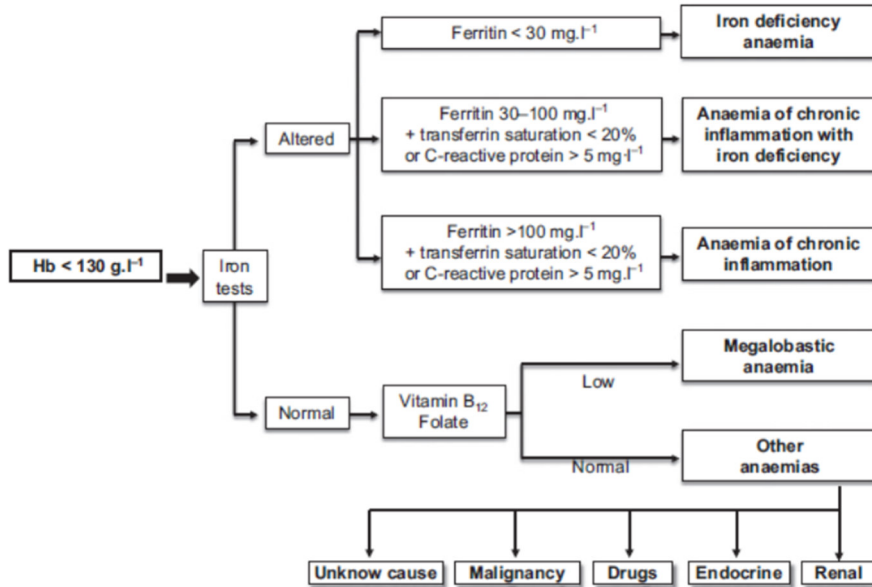 Ferritin < 30 mg.l⁻¹
Iron deficiency
anaemia
Altered
Ferritin 30–100 mg.l⁻¹
+ transferrin saturation < 20%
or C-reactive protein > 5 mg·l⁻¹
Anaemia of chronic
inflammation with
iron deficiency
Hb < 130 g.l⁻¹
Iron
tests
Ferritin >100 mg.l⁻¹
+ transferrin saturation < 20%
or C-reactive protein > 5 mg.l⁻¹
Anaemia of chronic
inflammation
Normal
Vitamin B₁₂
Folate
Low
Megalobastic
anaemia
Normal
Other
anaemias
Unknow cause
Malignancy
Drugs
Endocrine
Renal